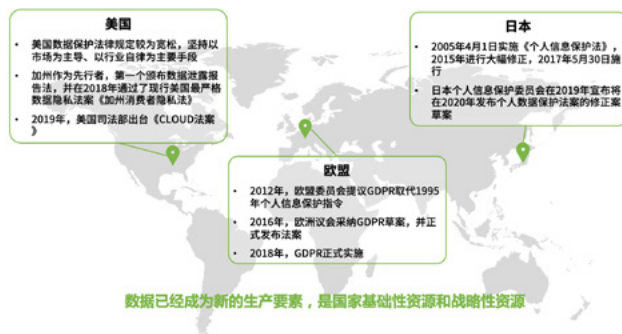 美国
• 美国数据保护法律规定较为宽松，坚持以
市场为主导、以行业自律为主要手段
• 加州作为先行者，第一个颁布数据泄露报
告法，并在2018年通过了现行美国最严格
数据隐私法案《加州消费者隐私法》
• 2019年，美国司法部出台《CLOUD法案
》
日本
• 2005年4月1日实施《个人信息保护法》，
2015年进行大幅修正，2017年5月30日施
行
• 日本个人信息保护委员会在2019年宣布将
在2020年发布个人数据保护法案的修正案
草案
欧盟
• 2012年，欧盟委员会提议GDPR取代1995
年个人信息保护指令
• 2016年，欧洲议会采纳GDPR草案，并正
式发布法案
• 2018年，GDPR正式实施
数据已经成为新的生产要素，是国家基础性资源和战略性资源